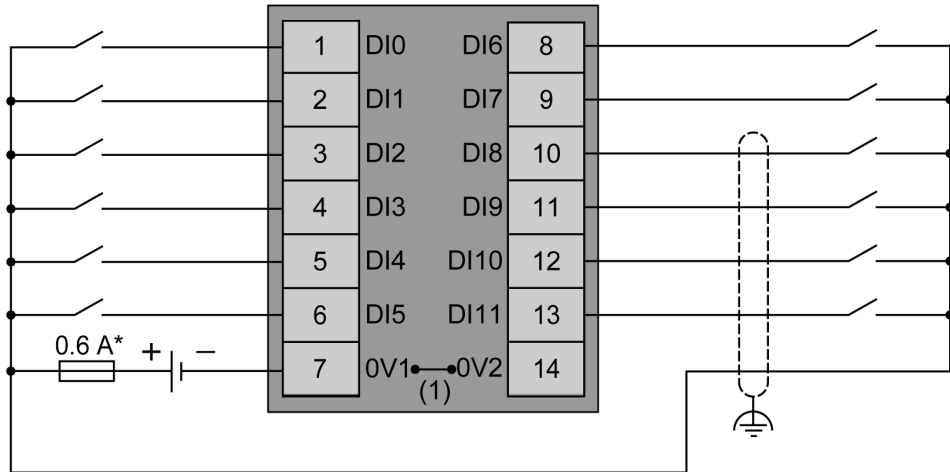 1 DI0 DI6 8
2 DI1 DI7 9
3 DI2 DI8 10
4 DI3 DI9 11
5 DI4 DI10 12
6 DI5 DI11 13
0.6 A* + −
7 0V1 0V2 14
(1)